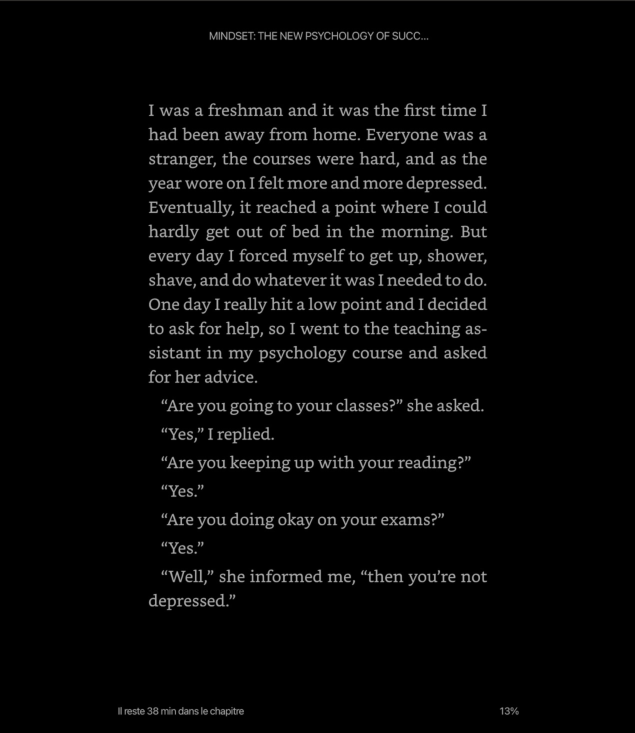 MINDSET: THE NEW PSYCHOLOGY OF SUCC...
I was a freshman and it was the first time I
had been away from home. Everyone was a
stranger, the courses were hard, and as the
year wore on I felt more and more depressed.
Eventually, it reached a point where I could
hardly get out of bed in the morning. But
every day I forced myself to get up, shower,
shave, and do whatever it was I needed to do.
One day I really hit a low point and I decided
to ask for help, so I went to the teaching as-
sistant in my psychology course and asked
for her advice.
“Are you going to your classes?” she asked.
“Yes,” I replied.
“Are you keeping up with your reading?”
“Yes.”
“Are you doing okay on your exams?”
“Yes.”
“Well,” she informed me, “then you’re not
depressed.”
Il reste 38 min dans le chapitre
13%